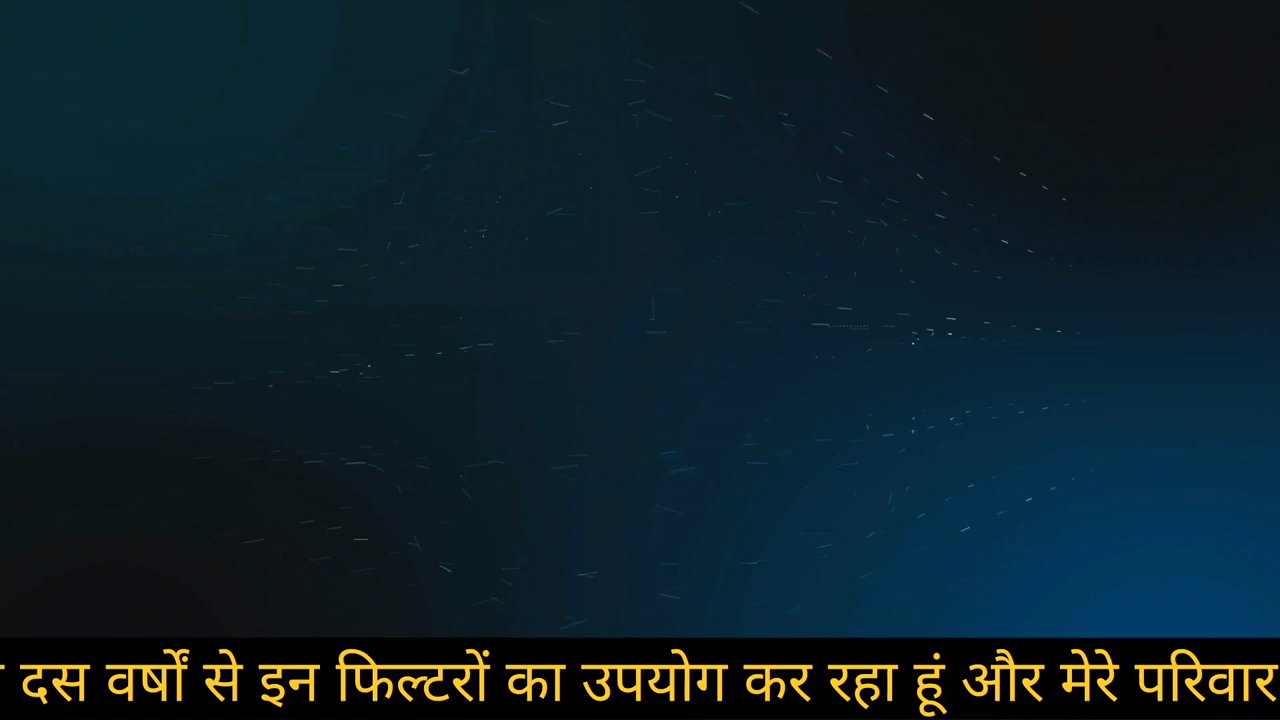 दस वर्षों से इन फिल्टरों का उपयोग कर रहा हूं और मेरे परिवार